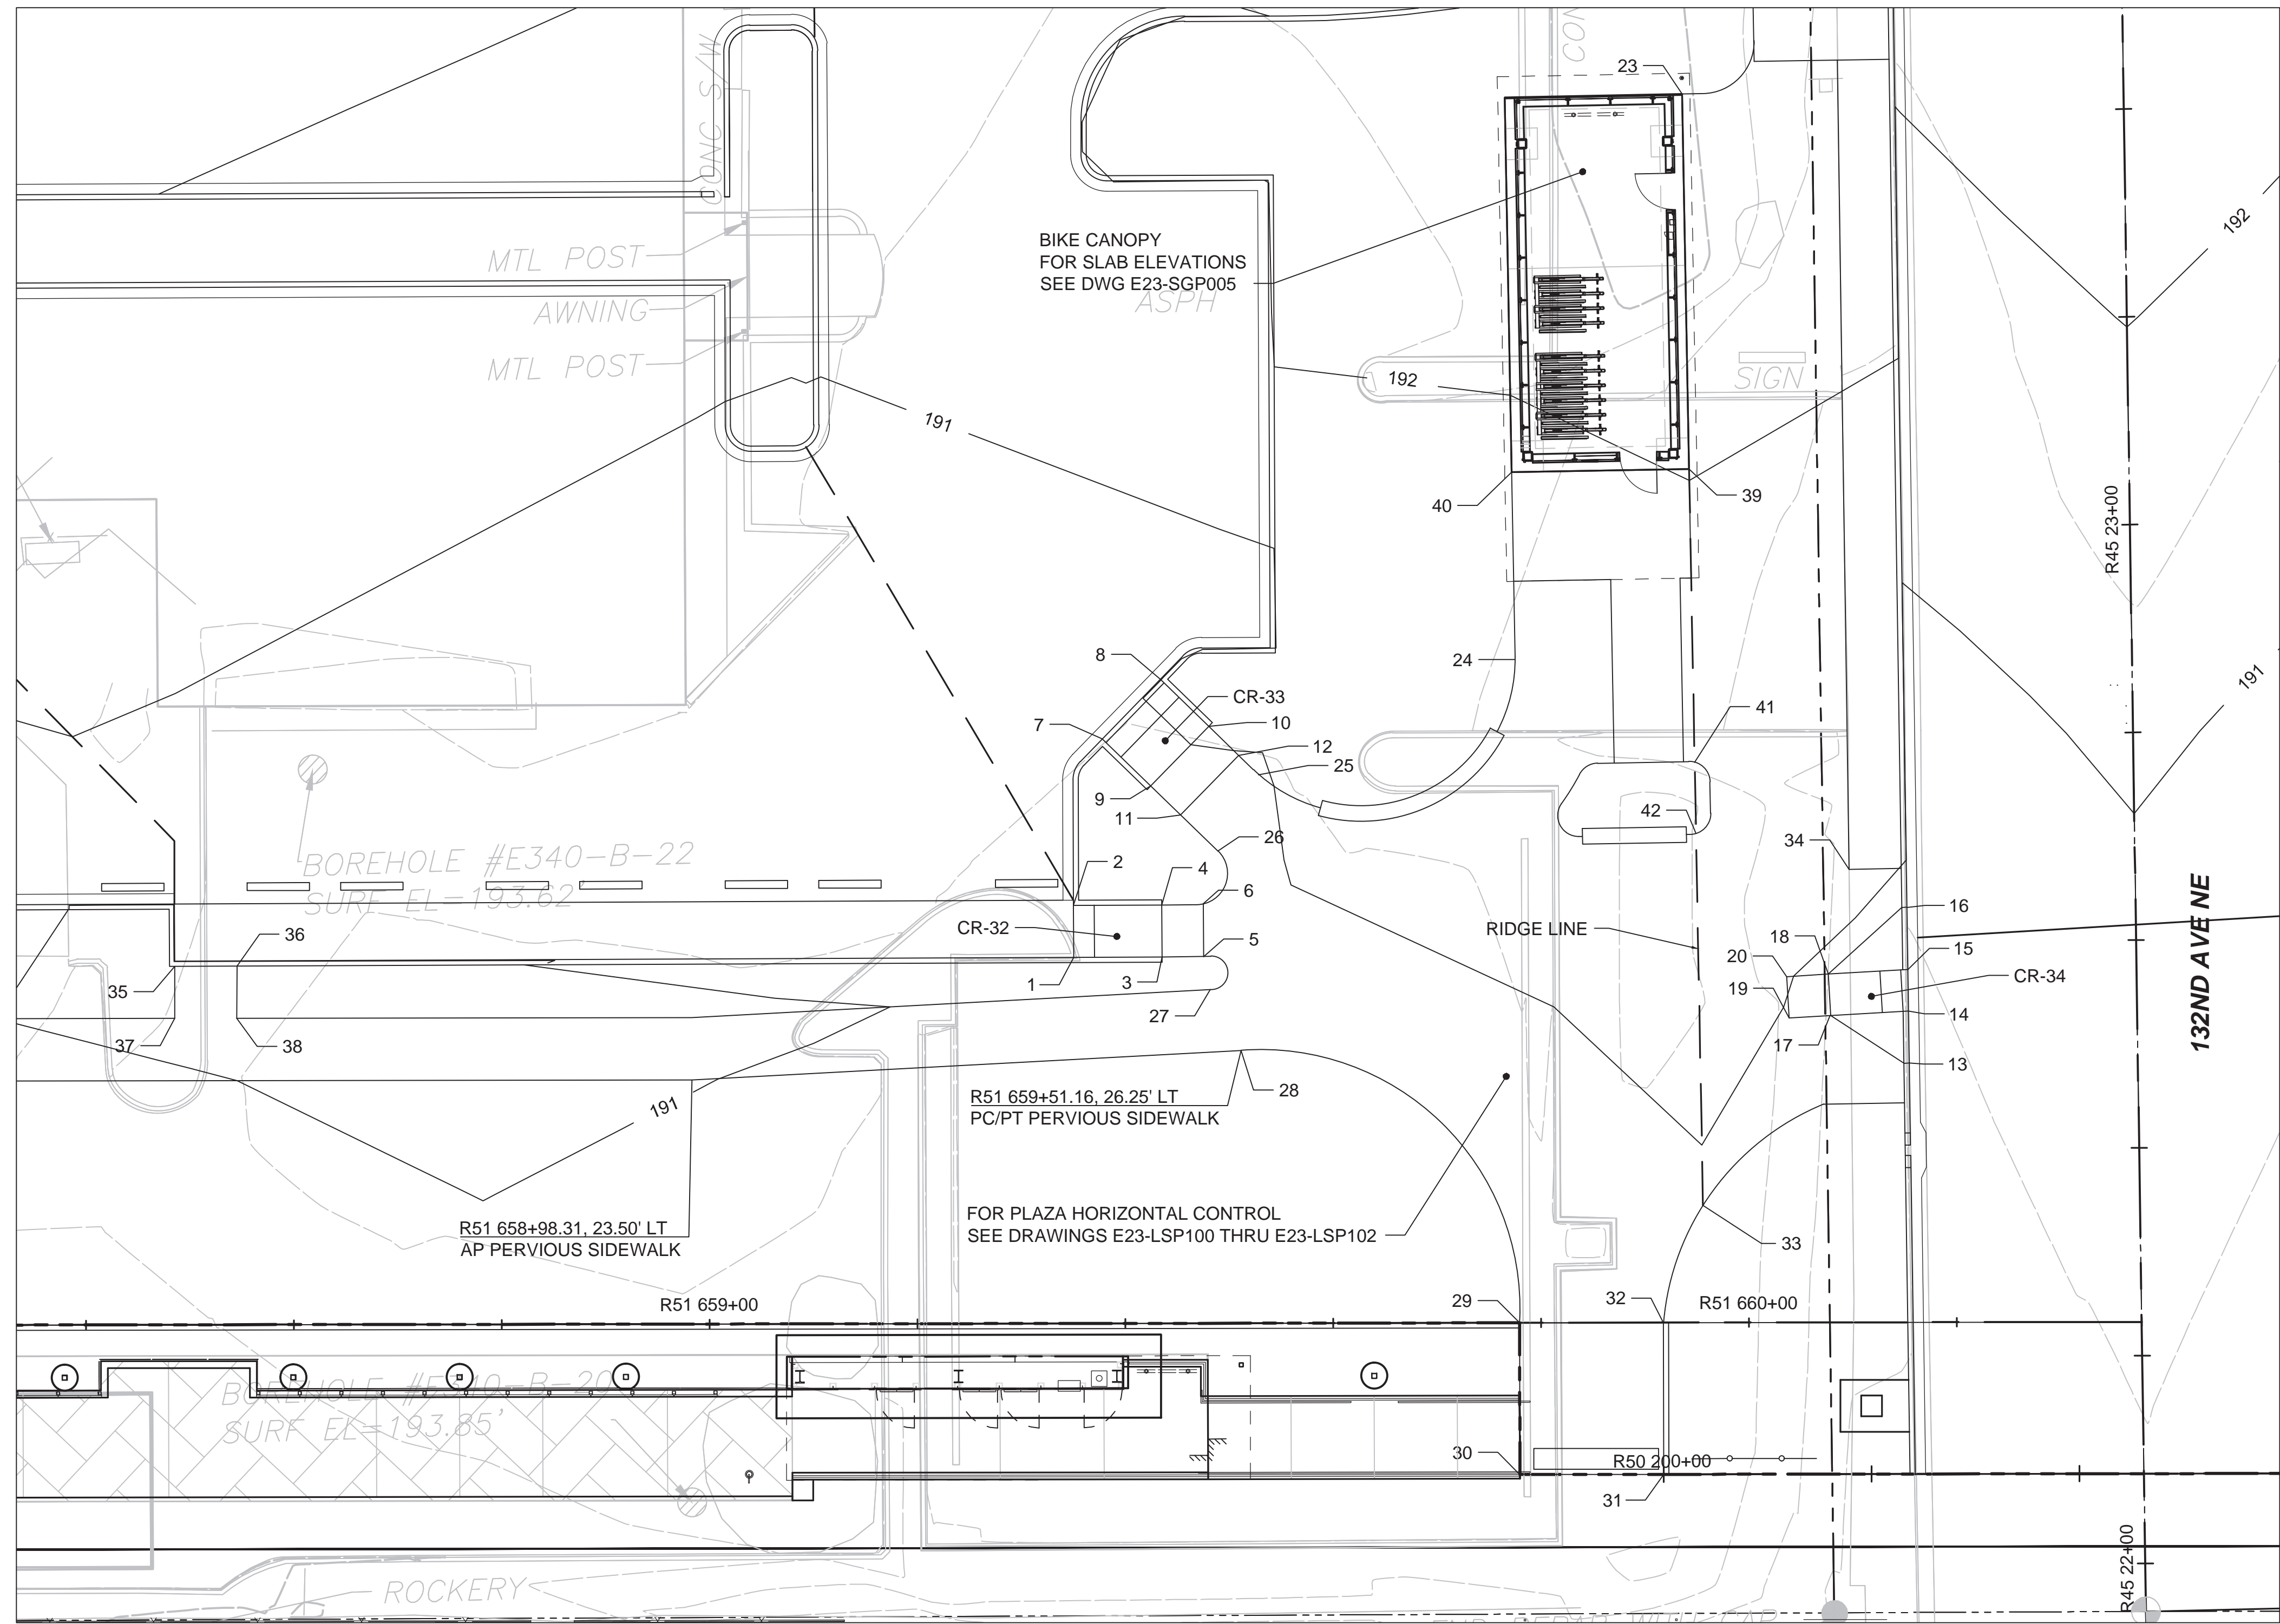 23
CONC SW
CON
192
MTL POST
BIKE CANOPY
FOR SLAB ELEVATIONS
SEE DWG E23-SGP005
AWNING
ASPH
MTL POST
192
SIGN
191
40
39
R45 23+00
8
24
CR-33
191
7
10
41
12
25
9
11
42
26
34
BOREHOLE #E340-B-22
SURF EL=193.62'
2
4
6
132ND AVE NE
16
CR-32
RIDGE LINE
36
5
18
15
20
35
1
3
19
CR-34
27
14
37
38
17
13
R51 659+51.16, 26.25' LT
PC/PT PERVIOUS SIDEWALK
28
191
R51 658+98.31, 23.50' LT
AP PERVIOUS SIDEWALK
FOR PLAZA HORIZONTAL CONTROL
SEE DRAWINGS E23-LSP100 THRU E23-LSP102
33
R51 659+00
29
32
R51 660+00
BOREHOLE #E340-B-20
SURF EL=193.85'
30
R50 200+00
31
R45 22+00
ROCKERY